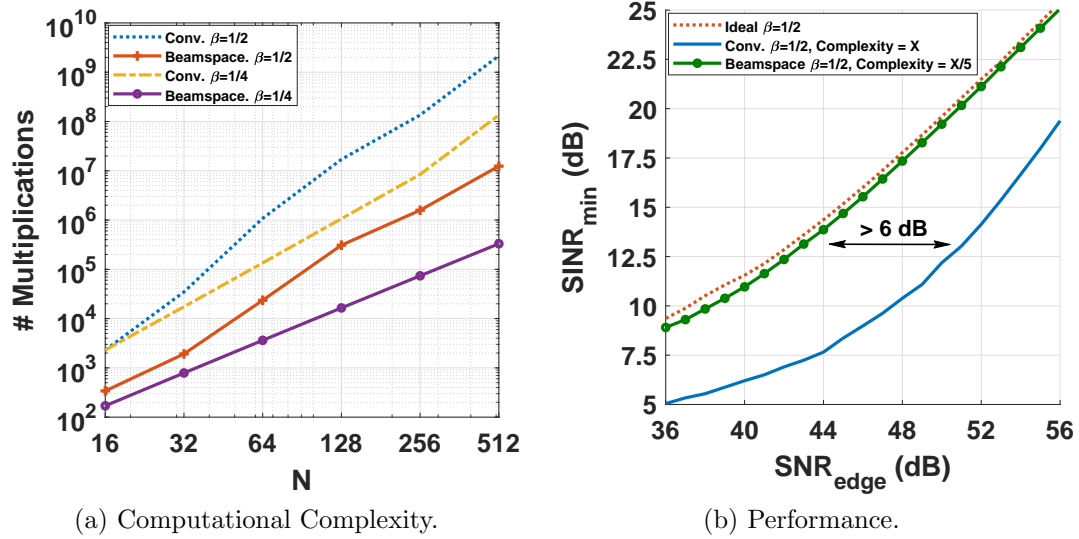 10^10
10^9
10^8
10^7
10^6
10^5
10^4
10^3
10^2
# Multiplications
Conv. β=1/2
Beamspace. β=1/2
Conv. β=1/4
Beamspace. β=1/4
16 32 64 128 256 512
N
(a) Computational Complexity.
25
22.5
20
17.5
15
12.5
10
7.5
5
SINR_min (dB)
Ideal β=1/2
Conv. β=1/2, Complexity = X
Beamspace β=1/2, Complexity = X/5
> 6 dB
36 40 44 48 52 56
SNR_edge (dB)
(b) Performance.